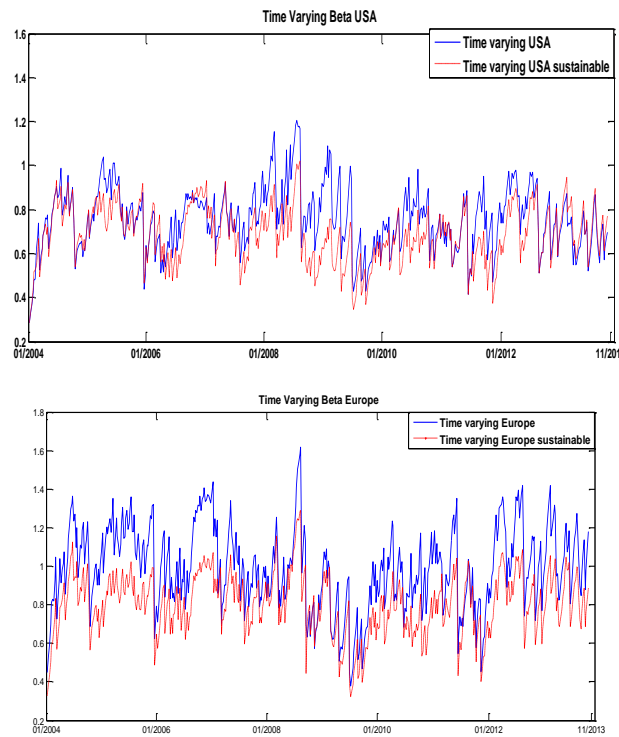 Time Varying Beta USA
Time varying USA
Time varying USA sustainable
1.6
1.4
1.2
1
0.8
0.6
0.4
0.2
01/2004 01/2006 01/2008 01/2010 01/2012 11/201
Time Varying Beta Europe
Time varying Europe
Time varying Europe sustainable
1.8
1.6
1.4
1.2
1
0.8
0.6
0.4
0.2
01/2004 01/2006 01/2008 01/2010 01/2012 11/2013